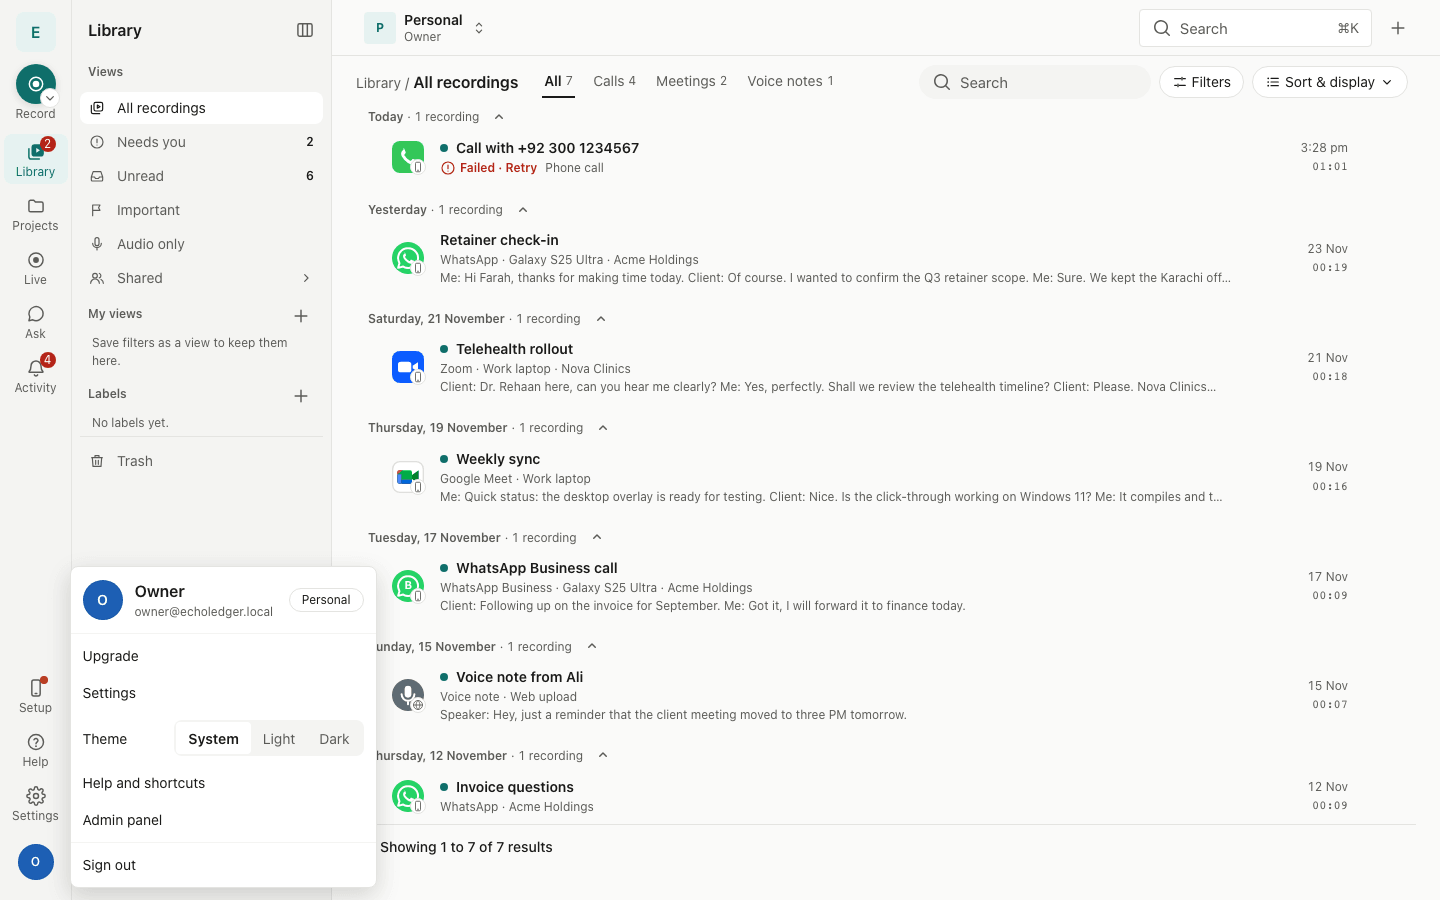 E
Record
2
Library
Projects
Live
Ask
4
Activity
Setup
Help
Settings
O
Library
Views
All recordings
Needs you 2
Unread 6
Important
Audio only
Shared
My views
Save filters as a view to keep them
here.
Labels
No labels yet.
Trash
O
Owner
owner@echoledger.local
Personal
Upgrade
Settings
Theme System Light Dark
Help and shortcuts
Admin panel
Sign out
P
Personal
Owner
Search ⌘K
Library / All recordings All 7 Calls 4 Meetings 2 Voice notes 1
Search
Filters
Sort & display
Today · 1 recording
Call with +92 300 1234567 3:28 pm
Failed · Retry Phone call 01:01
Yesterday · 1 recording
Retainer check-in 23 Nov
WhatsApp · Galaxy S25 Ultra · Acme Holdings 00:19
Me: Hi Farah, thanks for making time today. Client: Of course. I wanted to confirm the Q3 retainer scope. Me: Sure. We kept the Karachi off...
Saturday, 21 November · 1 recording
Telehealth rollout 21 Nov
Zoom · Work laptop · Nova Clinics 00:18
Client: Dr. Rehaan here, can you hear me clearly? Me: Yes, perfectly. Shall we review the telehealth timeline? Client: Please. Nova Clinics...
Thursday, 19 November · 1 recording
Weekly sync 19 Nov
Google Meet · Work laptop 00:16
Me: Quick status: the desktop overlay is ready for testing. Client: Nice. Is the click-through working on Windows 11? Me: It compiles and t...
Tuesday, 17 November · 1 recording
B
WhatsApp Business call 17 Nov
WhatsApp Business · Galaxy S25 Ultra · Acme Holdings 00:09
Client: Following up on the invoice for September. Me: Got it, I will forward it to finance today.
unday, 15 November · 1 recording
Voice note from Ali 15 Nov
Voice note · Web upload 00:07
Speaker: Hey, just a reminder that the client meeting moved to three PM tomorrow.
hursday, 12 November · 1 recording
Invoice questions 12 Nov
WhatsApp · Acme Holdings 00:09
Showing 1 to 7 of 7 results